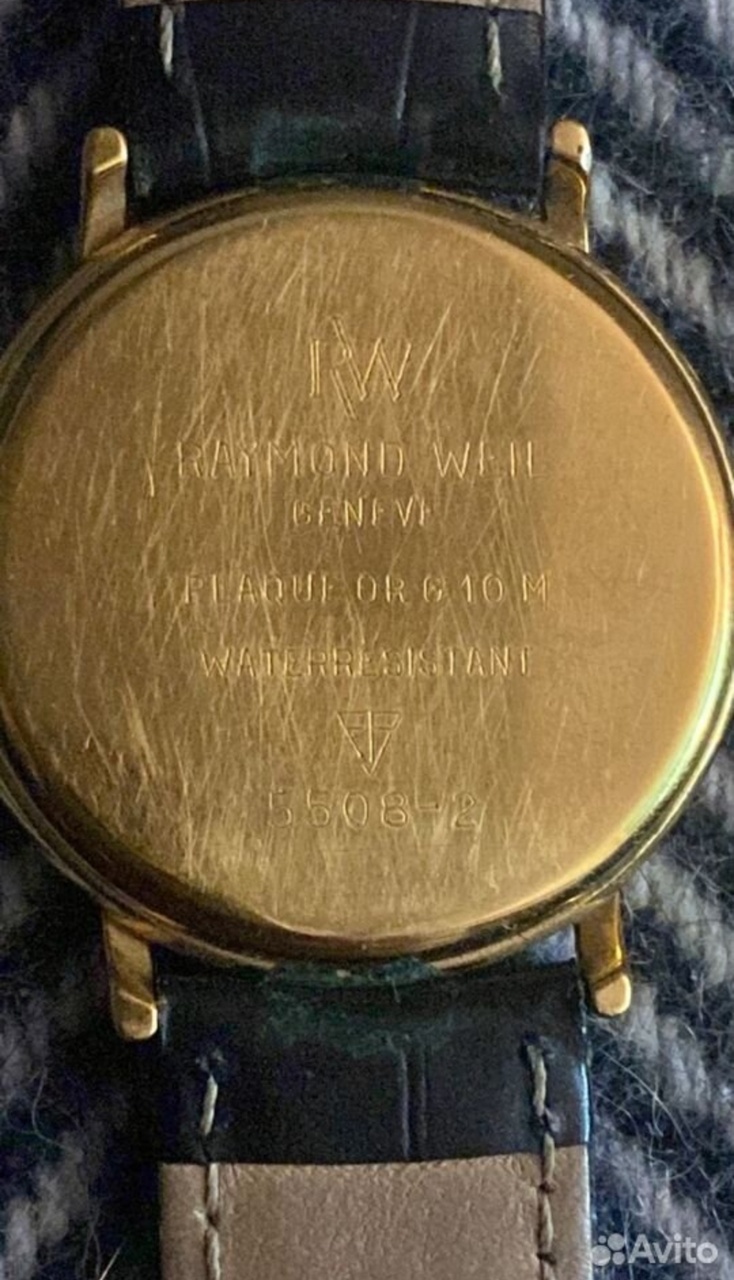 RW
RAYMOND WEIL
GENEVE
PLAQUE OR G 10 M
WATERRESISTANT
5508-2
Avito